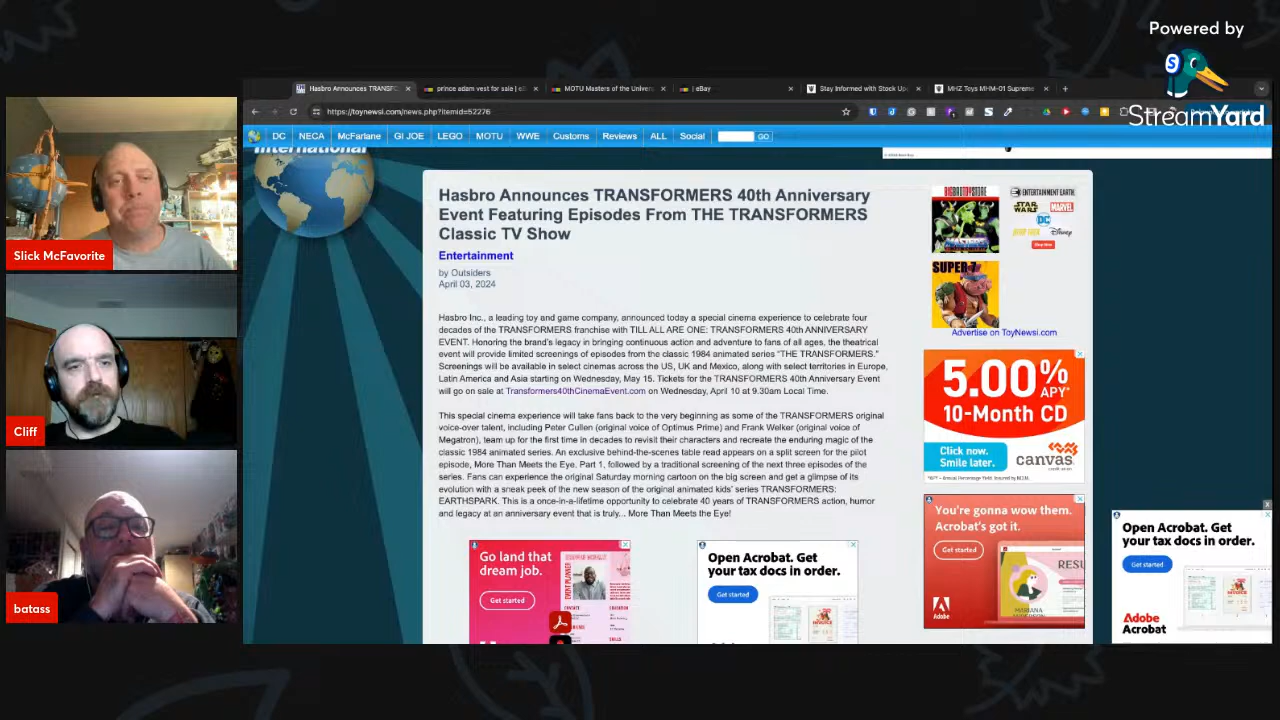 Powered by
StreamYard
Hasbro Announces TRANSF
prince adam vest for sale | e
MOTU Masters of the Univer
| eBay
Stay Informed with Stock Up
MHZ Toys MHM-01 Supreme
https://toynewsi.com/news.php?itemid=52276
DC NECA McFarlane GI JOE LEGO MOTU WWE Customs Reviews ALL Social GO
International
Hasbro Announces TRANSFORMERS 40th Anniversary
Event Featuring Episodes From THE TRANSFORMERS
Classic TV Show
Entertainment
by Outsiders
April 03, 2024
Hasbro Inc., a leading toy and game company, announced today a special cinema experience to celebrate four
decades of the TRANSFORMERS franchise with TILL ALL ARE ONE: TRANSFORMERS 40th ANNIVERSARY
EVENT. Honoring the brand's legacy in bringing continuous action and adventure to fans of all ages, the theatrical
event will provide limited screenings of episodes from the classic 1984 animated series "THE TRANSFORMERS."
Screenings will be available in select cinemas across the US, UK and Mexico, along with select territories in Europe,
Latin America and Asia starting on Wednesday, May 15. Tickets for the TRANSFORMERS 40th Anniversary Event
will go on sale at Transformers40thCinemaEvent.com on Wednesday, April 10 at 9.30am Local Time.
This special cinema experience will take fans back to the very beginning as some of the TRANSFORMERS original
voice-over talent, including Peter Cullen (original voice of Optimus Prime) and Frank Welker (original voice of
Megatron), team up for the first time in decades to revisit their characters and recreate the enduring magic of the
classic 1984 animated series. An exclusive behind-the-scenes table read appears on a split screen for the pilot
episode, More Than Meets the Eye. Part 1, followed by a traditional screening of the next three episodes of the
series. Fans can experience the original Saturday morning cartoon on the big screen and get a glimpse of its
evolution with a sneak peek of the new season of the original animated kids' series TRANSFORMERS:
EARTHSPARK. This is a once-in-a-lifetime opportunity to celebrate 40 years of TRANSFORMERS action, humor
and legacy at an anniversary event that is truly... More Than Meets the Eye!
Go land that
dream job.
Get started
Open Acrobat. Get
your tax docs in order.
Get started
BIGBADTOYSTORE
MASTERS
ENTERTAINMENT EARTH
STAR WARS
MARVEL
DC
Disney
Shop Now
SUPER7
Advertise on ToyNewsi.com
5.00%
APY*
10-Month CD
Click now.
Smile later.
canvas
You're gonna wow them.
Acrobat's got it.
Get started
RESU
MARIANA
ANDERSON
Adobe
Open Acrobat. Get
your tax docs in order.
Get started
Adobe
Acrobat
Slick McFavorite
Cliff
batass